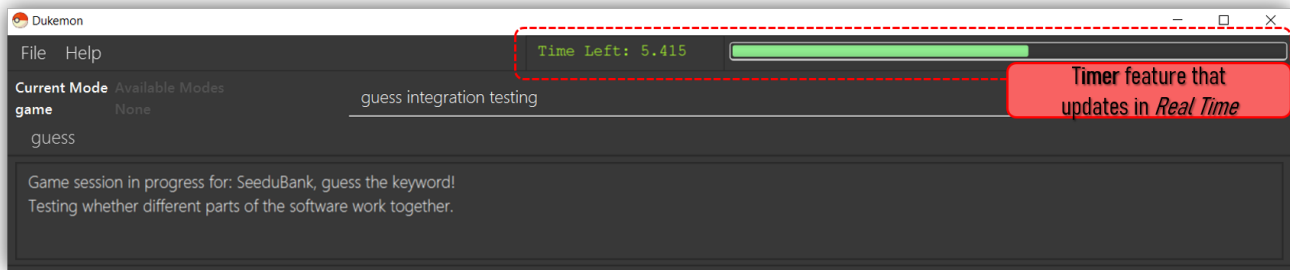 Dukemon
File Help
Time Left: 5.415
Timer feature that
updates in Real Time
Current Mode Available Modes
game None
guess integration testing
guess
Game session in progress for: SeeduBank, guess the keyword!
Testing whether different parts of the software work together.